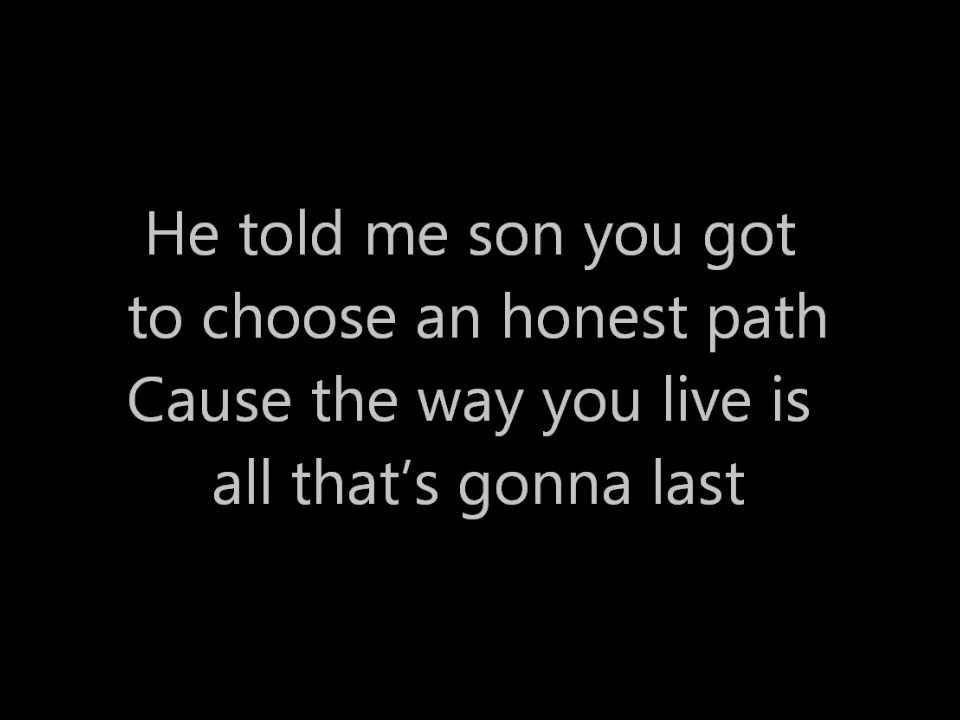 He told me son you got
to choose an honest path
Cause the way you live is
all that's gonna last